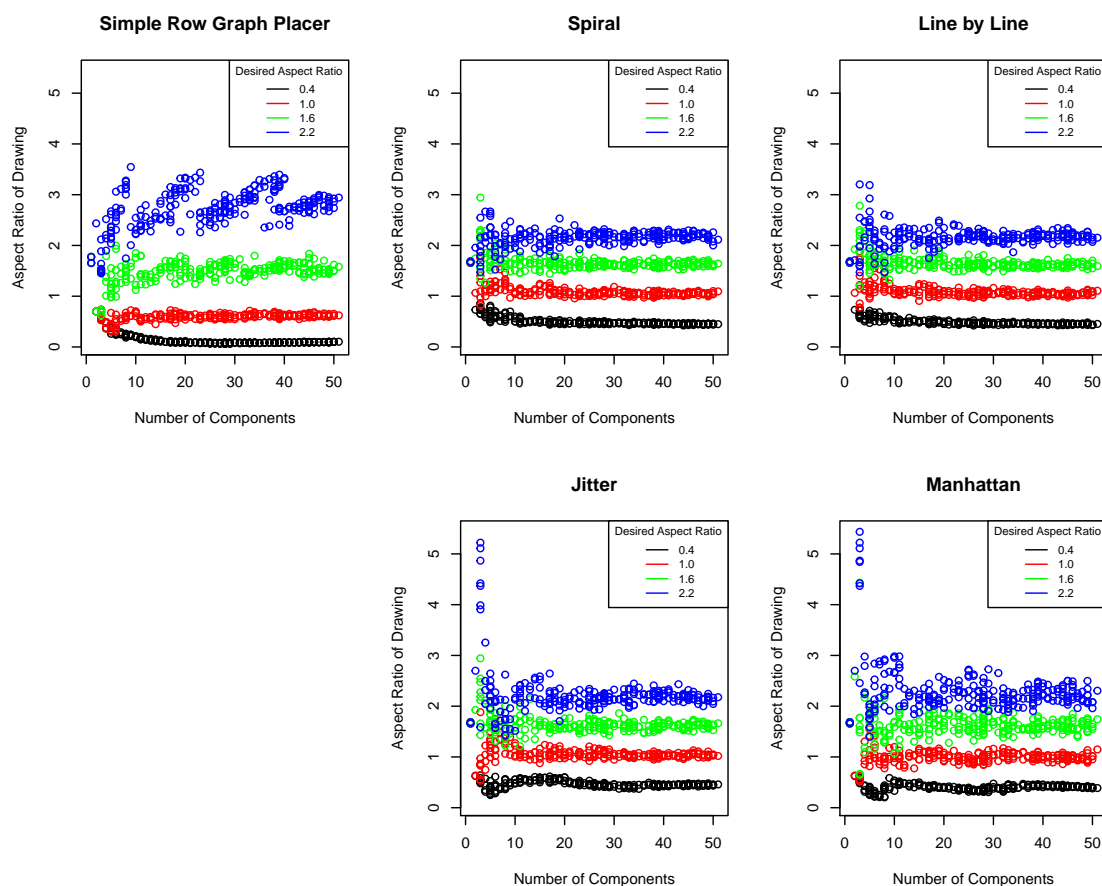 Simple Row Graph Placer
Desired Aspect Ratio
0.4
1.0
1.6
2.2
Aspect Ratio of Drawing
5
4
3
2
1
0
0 10 20 30 40 50
Number of Components
Spiral
Desired Aspect Ratio
0.4
1.0
1.6
2.2
Aspect Ratio of Drawing
5
4
3
2
1
0
0 10 20 30 40 50
Number of Components
Line by Line
Desired Aspect Ratio
0.4
1.0
1.6
2.2
Aspect Ratio of Drawing
5
4
3
2
1
0
0 10 20 30 40 50
Number of Components
Jitter
Desired Aspect Ratio
0.4
1.0
1.6
2.2
Aspect Ratio of Drawing
5
4
3
2
1
0
0 10 20 30 40 50
Number of Components
Manhattan
Desired Aspect Ratio
0.4
1.0
1.6
2.2
Aspect Ratio of Drawing
5
4
3
2
1
0
0 10 20 30 40 50
Number of Components